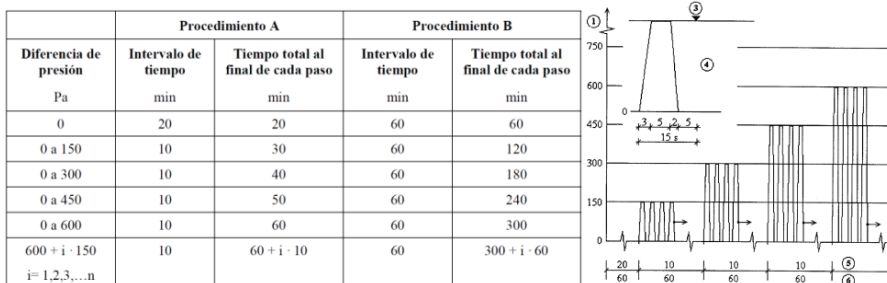 Procedimiento A Procedimiento B
Diferencia de presión Intervalo de tiempo Tiempo total al final de cada paso Intervalo de tiempo Tiempo total al final de cada paso
Pa min min min min
0 20 20 60 60
0 a 150 10 30 60 120
0 a 300 10 40 60 180
0 a 450 10 50 60 240
0 a 600 10 60 60 300
600 + i · 150 10 60 + i · 10 60 300 + i · 60
i= 1,2,3,…n
1
3
750
4
600
0
450
3 5 2 5
15 s
300
150
0
20 10 10 10 5
60 60 60 60 6